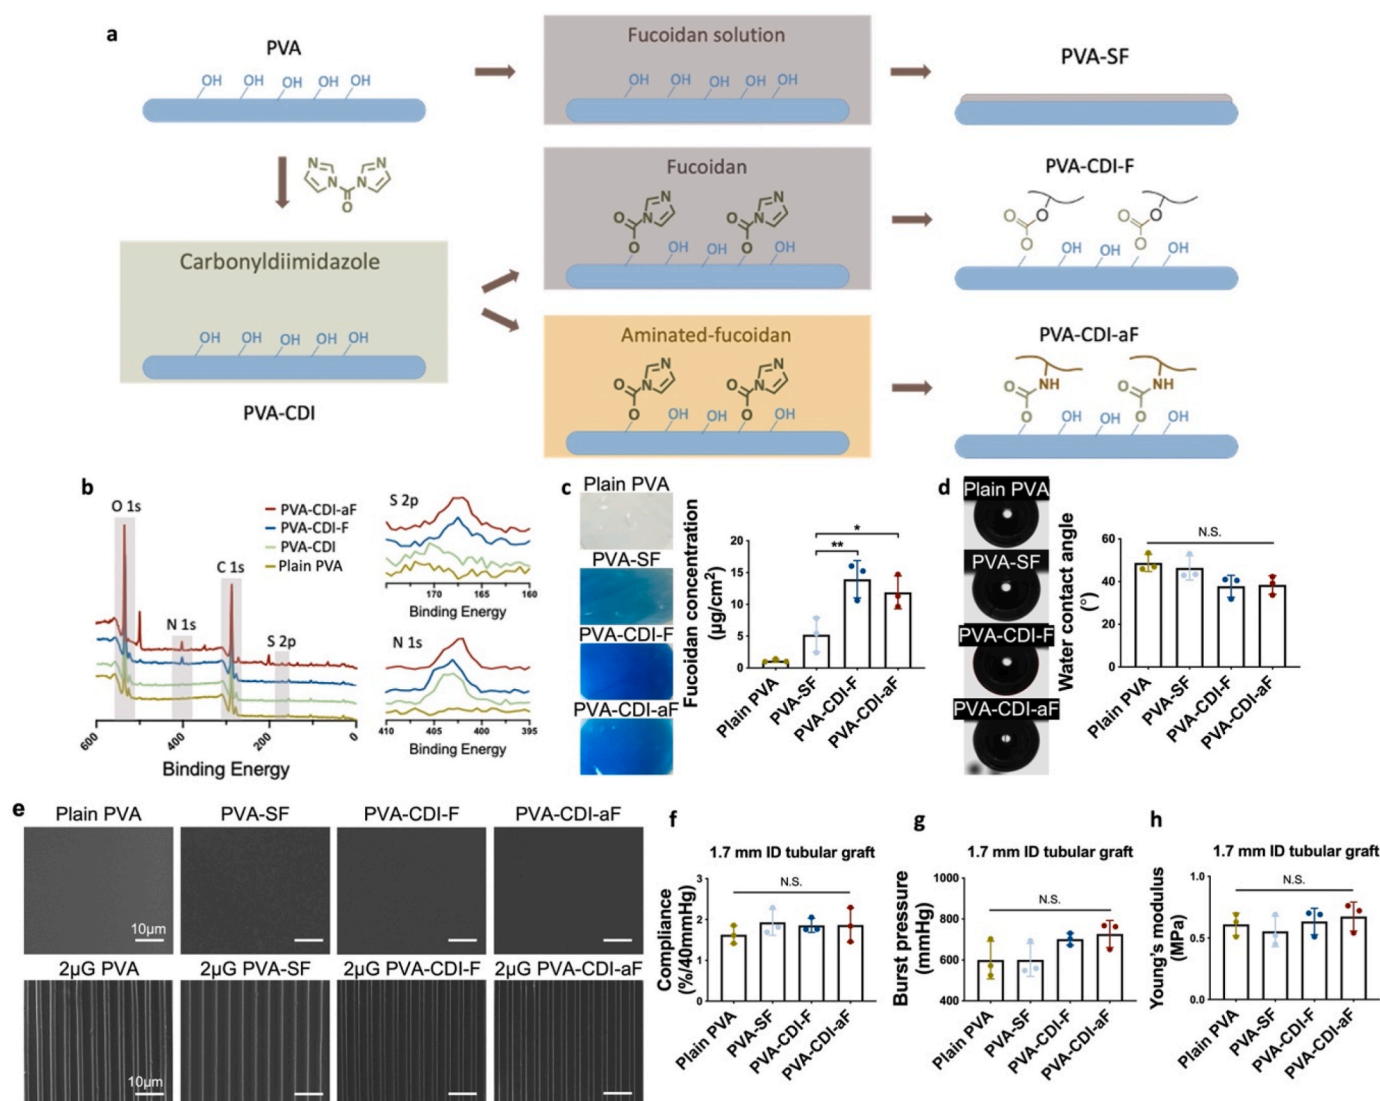 a
PVA
OH OH OH OH OH
Fucoidan solution
OH OH OH OH OH
PVA-SF
N N N N
O
Carbonyldiimidazole
OH OH OH OH OH
PVA-CDI
Fucoidan
N N
O N O N
O OH OH O OH
PVA-CDI-F
O O O O
O OH OH O OH
Aminated-fucoidan
N N
O N O N
O OH OH O OH
PVA-CDI-aF
O NH O NH
O OH OH O OH
b
O 1s
N 1s
C 1s
S 2p
PVA-CDI-aF
PVA-CDI-F
PVA-CDI
Plain PVA
600 400 200 0
Binding Energy
S 2p
170 165 160
Binding Energy
N 1s
410 405 400 395
Binding Energy
c
Plain PVA
PVA-SF
PVA-CDI-F
PVA-CDI-aF
Fucoidan concentration
(µg/cm²)
20
15
10
5
0
**
*
Plain PVA
PVA-SF
PVA-CDI-F
PVA-CDI-aF
d
Plain PVA
PVA-SF
PVA-CDI-F
PVA-CDI-aF
Water contact angle
(°)
60
40
20
0
N.S.
Plain PVA
PVA-SF
PVA-CDI-F
PVA-CDI-aF
e
Plain PVA PVA-SF PVA-CDI-F PVA-CDI-aF
10µm
2µG PVA 2µG PVA-SF 2µG PVA-CDI-F 2µG PVA-CDI-aF
10µm
f
1.7 mm ID tubular graft
Compliance
(%/40mmHg)
3
2
1
0
N.S.
Plain PVA
PVA-SF
PVA-CDI-F
PVA-CDI-aF
g
1.7 mm ID tubular graft
Burst pressure
(mmHg)
1000
800
600
400
N.S.
Plain PVA
PVA-SF
PVA-CDI-F
PVA-CDI-aF
h
1.7 mm ID tubular graft
Young's modulus
(MPa)
1.0
0.5
0.0
N.S.
Plain PVA
PVA-SF
PVA-CDI-F
PVA-CDI-aF